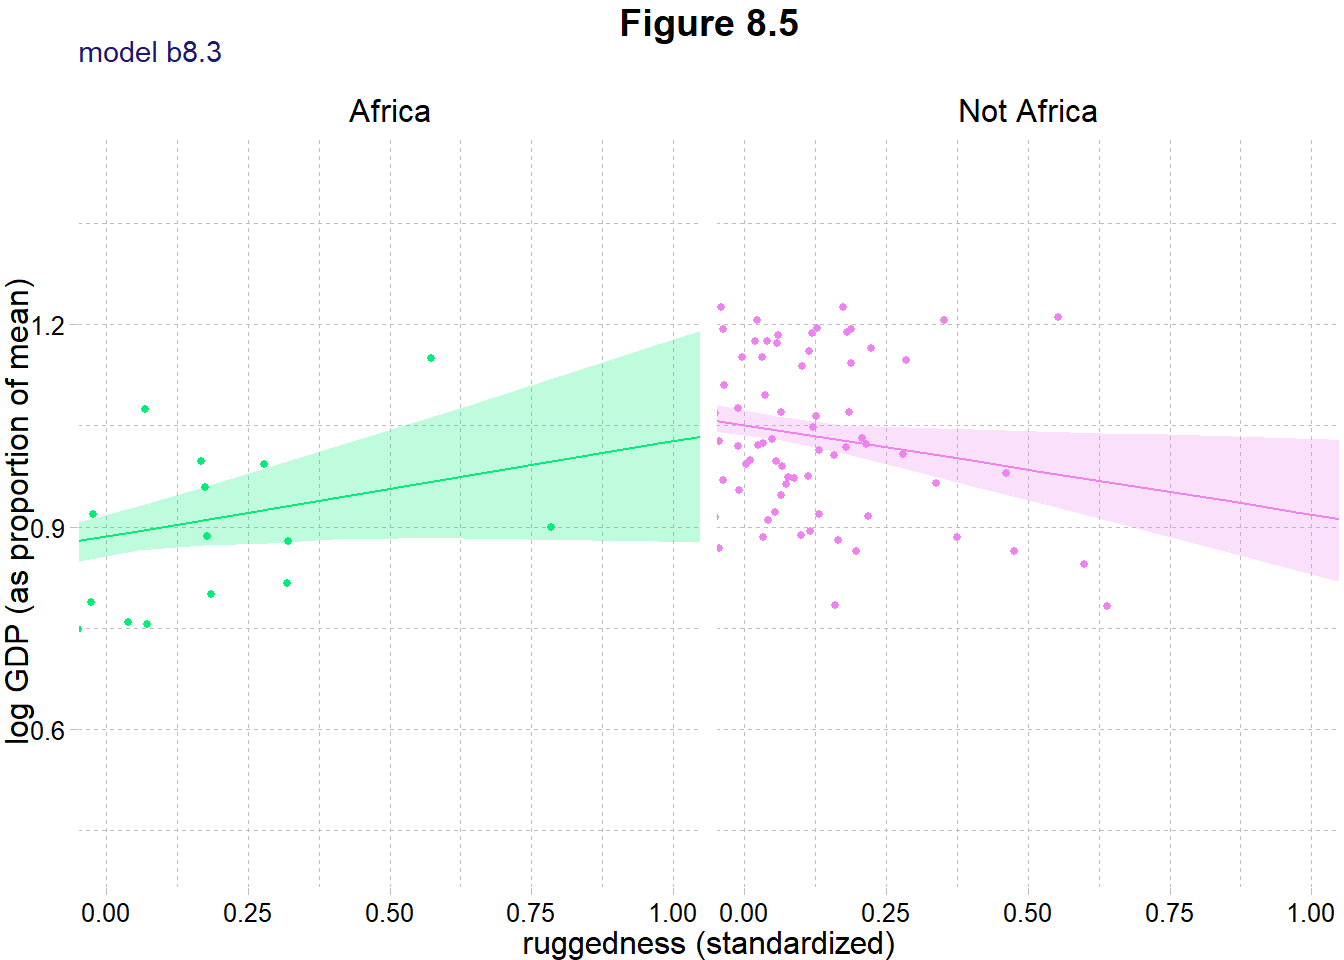 Figure 8.5
model b8.3
Africa
Not Africa
log GDP (as proportion of mean)
1.2
0.9
0.6
0.00 0.25 0.50 0.75 1.00
0.00 0.25 0.50 0.75 1.00
ruggedness (standardized)